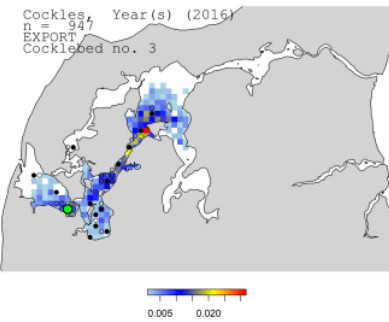 Cockles,  Year(s) (2016)
n =  947
EXPORT
Cocklebed no. 3
0.005
0.020